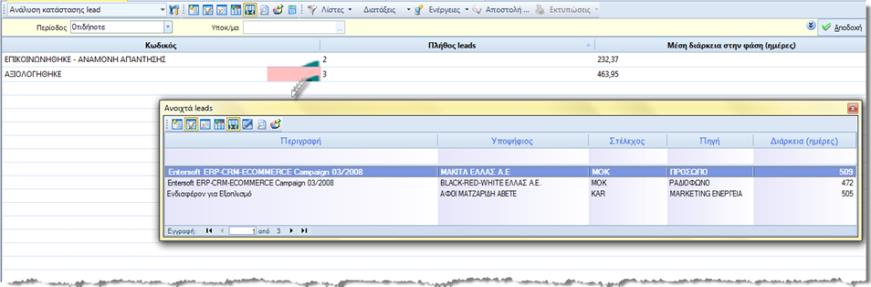 Ανάλυση κατάστασης lead Λίστες Διατάξεις Ενέργειες Αποστολή ... Εκτυπώσεις
Περίοδος Οτιδήποτε Υποκ/μα ... Αποδοχή
Κωδικός Πλήθος leads Μέση διάρκεια στην φάση (ημέρες)
ΕΠΙΚΟΙΝΩΝΗΘΗΚΕ - ΑΝΑΜΟΝΗ ΑΠΑΝΤΗΣΗΣ 2 232,37
ΑΞΙΟΛΟΓΗΘΗΚΕ 3 463,95
Ανοιχτά leads
Περιγραφή Υποψήφιος Στέλεχος Πηγή Διάρκεια (ημέρες)
Entersoft ERP-CRM-ECOMMERCE Campaign 03/2008 ΜΑΚΙΤΑ ΕΛΛΑΣ Α.Ε ΜΟΚ ΠΡΟΣΩΠΟ 509
Entersoft ERP-CRM-ECOMMERCE Campaign 03/2008 BLACK-RED-WHITE ΕΛΛΑΣ Α.Ε. ΜΟΚ ΡΑΔΙΟΦΩΝΟ 472
Ενδιαφέρον για Εξοπλισμό ΑΦΟΙ ΜΑΤΖΑΡΙΔΗ ΑΒΕΤΕ KAR MARKETING ΕΝΕΡΓΕΙΑ 505
Εγγραφή: 1 από 3